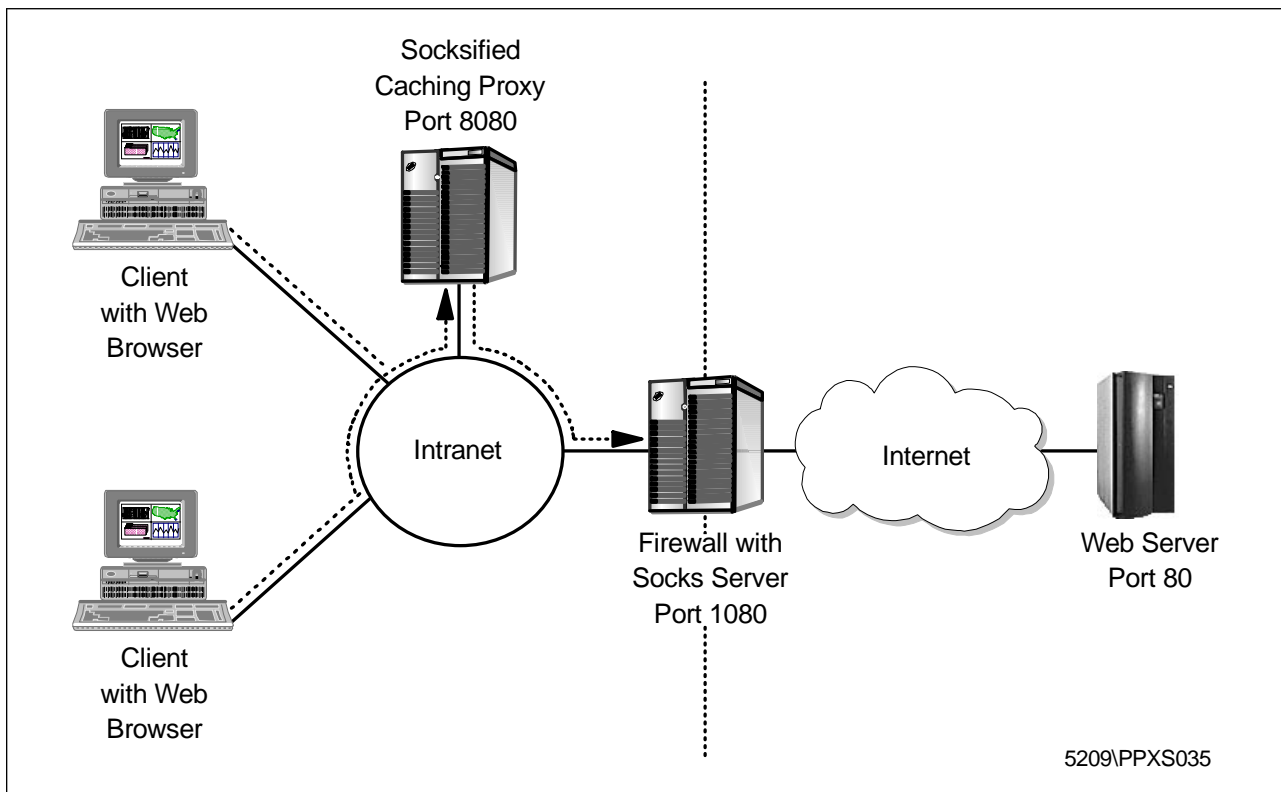 Socksified
Caching Proxy
Port 8080
Client
with Web
Browser
Intranet
Internet
Firewall with
Socks Server
Port 1080
Web Server
Port 80
Client
with Web
Browser
5209\PPXS035